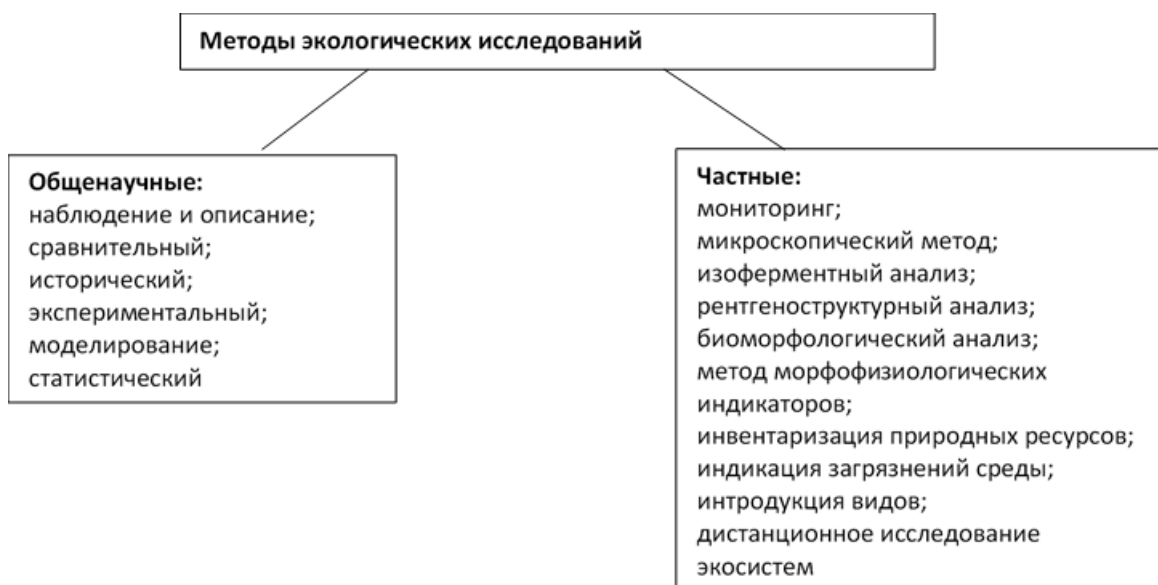 Методы экологических исследований
Общенаучные:
наблюдение и описание;
сравнительный;
исторический;
экспериментальный;
моделирование;
статистический
Частные:
мониторинг;
микроскопический метод;
изоферментный анализ;
рентгеноструктурный анализ;
биоморфологический анализ;
метод морфофизиологических
индикаторов;
инвентаризация природных ресурсов;
индикация загрязнений среды;
интродукция видов;
дистанционное исследование
экосистем